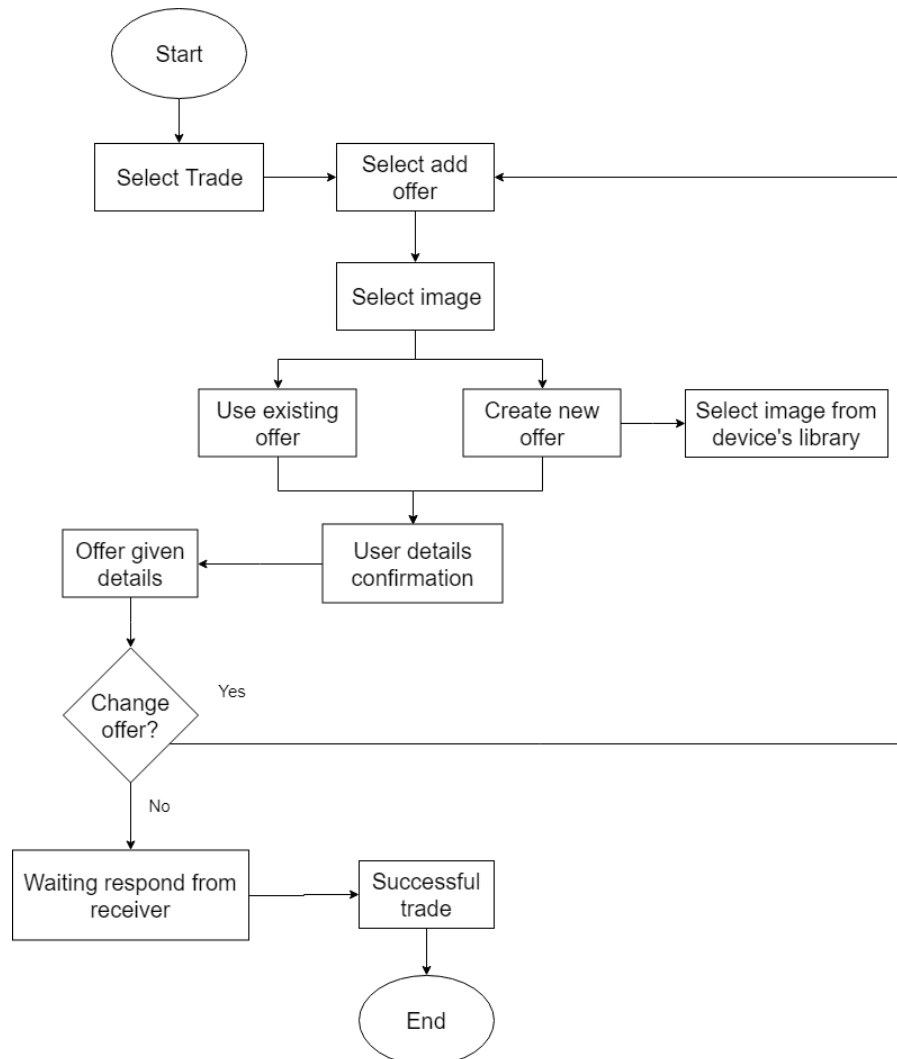 Start
Select Trade
Select add
offer
Select image
Use existing
offer
Create new
offer
Select image from
device's library
Offer given
details
User details
confirmation
Change
offer?
Yes
No
Waiting respond from
receiver
Successful
trade
End